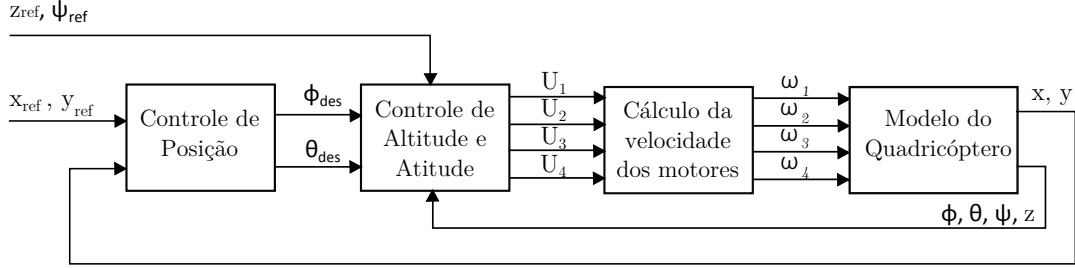 zref, ψref
xref , yref
Controle de
Posição
ϕdes
θdes
Controle de
Altitude e
Atitude
U1
U2
U3
U4
Cálculo da
velocidade
dos motores
ω1
ω2
ω3
ω4
Modelo do
Quadricóptero
x, y
ϕ, θ, ψ, z